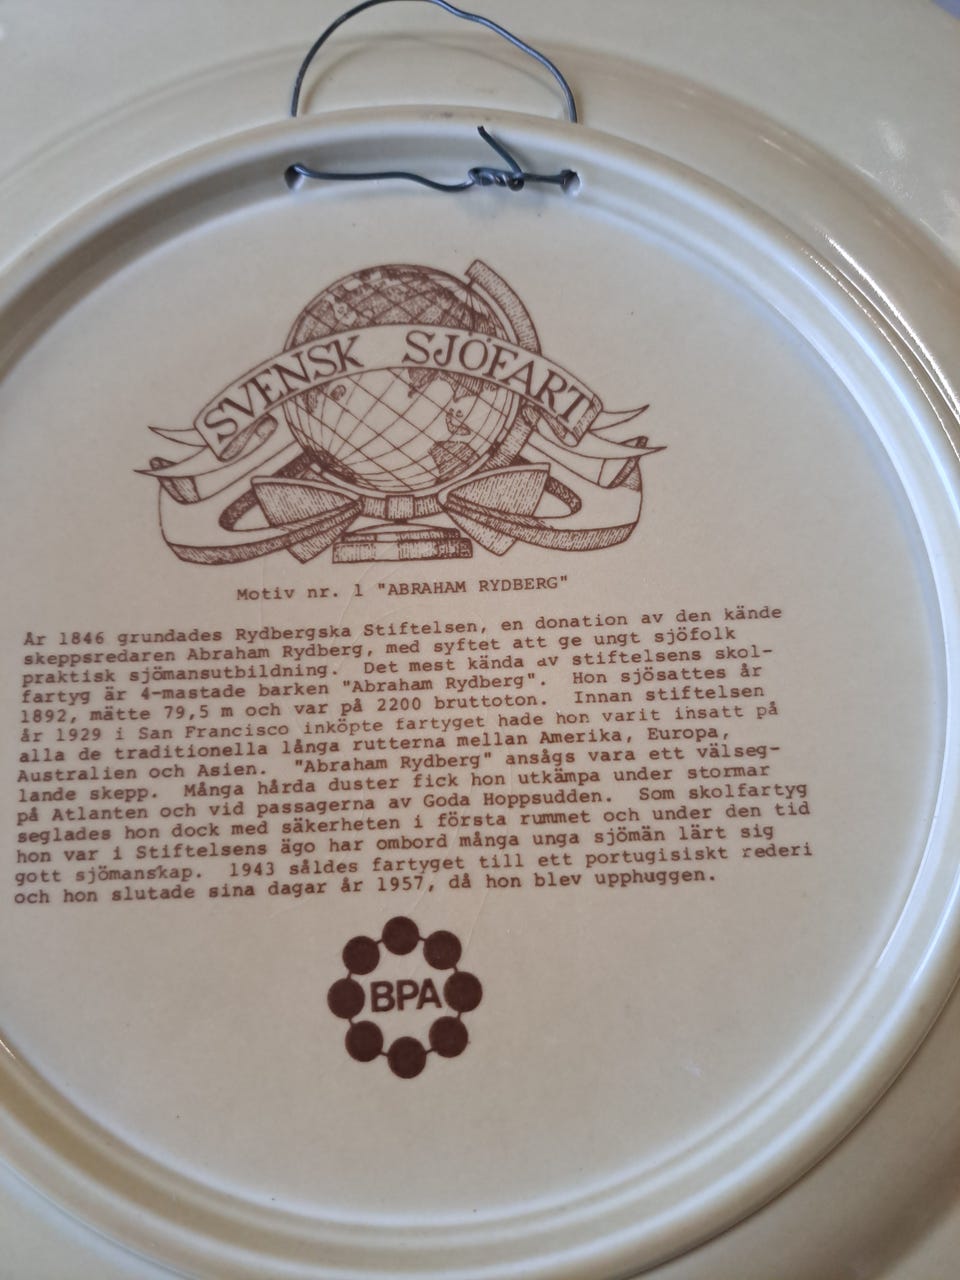 SVENSK SJÖFART
Motiv nr. 1 "ABRAHAM RYDBERG"
År 1846 grundades Rydbergska Stiftelsen, en donation av den kände
skeppsredaren Abraham Rydberg, med syftet att ge ungt sjöfolk
praktisk sjömansutbildning. Det mest kända av stiftelsens skol-
fartyg är 4-mastade barken "Abraham Rydberg". Hon sjösattes år
1892, mätte 79,5 m och var på 2200 bruttoton. Innan stiftelsen
år 1929 i San Francisco inköpte fartyget hade hon varit insatt på
alla de traditionella långa rutterna mellan Amerika, Europa,
Australien och Asien. "Abraham Rydberg" ansågs vara ett välseg-
lande skepp. Många hårda duster fick hon utkämpa under stormar
på Atlanten och vid passagerna av Goda Hoppsudden. Som skolfartyg
seglades hon dock med säkerheten i första rummet och under den tid
hon var i Stiftelsens ägo har ombord många unga sjömän lärt sig
gott sjömanskap. 1943 såldes fartyget till ett portugisiskt rederi
och hon slutade sina dagar år 1957, då hon blev upphuggen.
BPA